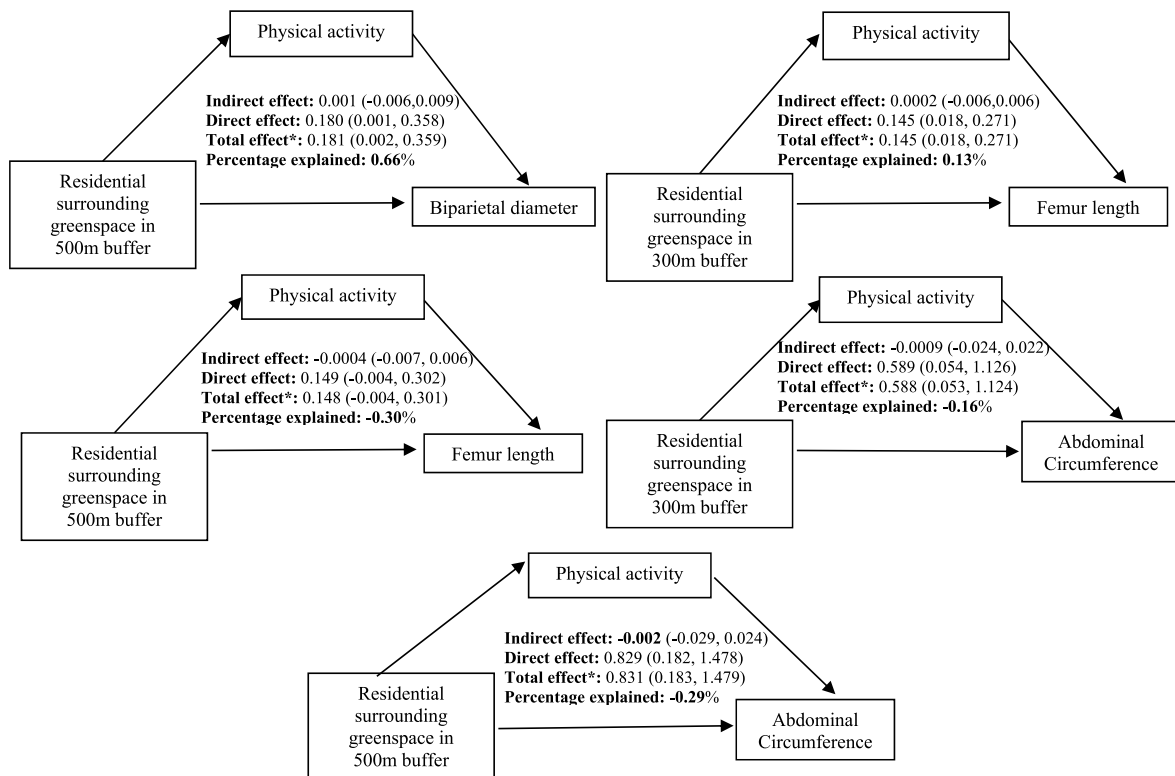 Physical activity
Indirect effect: 0.001 (-0.006,0.009)
Direct effect: 0.180 (0.001, 0.358)
Total effect*: 0.181 (0.002, 0.359)
Percentage explained: 0.66%
Residential
surrounding
greenspace in
500m buffer
Biparietal diameter
Physical activity
Indirect effect: 0.0002 (-0.006,0.006)
Direct effect: 0.145 (0.018, 0.271)
Total effect*: 0.145 (0.018, 0.271)
Percentage explained: 0.13%
Residential
surrounding
greenspace in
300m buffer
Femur length
Physical activity
Indirect effect: -0.0004 (-0.007, 0.006)
Direct effect: 0.149 (-0.004, 0.302)
Total effect*: 0.148 (-0.004, 0.301)
Percentage explained: -0.30%
Residential
surrounding
greenspace in
500m buffer
Femur length
Physical activity
Indirect effect: -0.0009 (-0.024, 0.022)
Direct effect: 0.589 (0.054, 1.126)
Total effect*: 0.588 (0.053, 1.124)
Percentage explained: -0.16%
Residential
surrounding
greenspace in
300m buffer
Abdominal
Circumference
Physical activity
Indirect effect: -0.002 (-0.029, 0.024)
Direct effect: 0.829 (0.182, 1.478)
Total effect*: 0.831 (0.183, 1.479)
Percentage explained: -0.29%
Residential
surrounding
greenspace in
500m buffer
Abdominal
Circumference